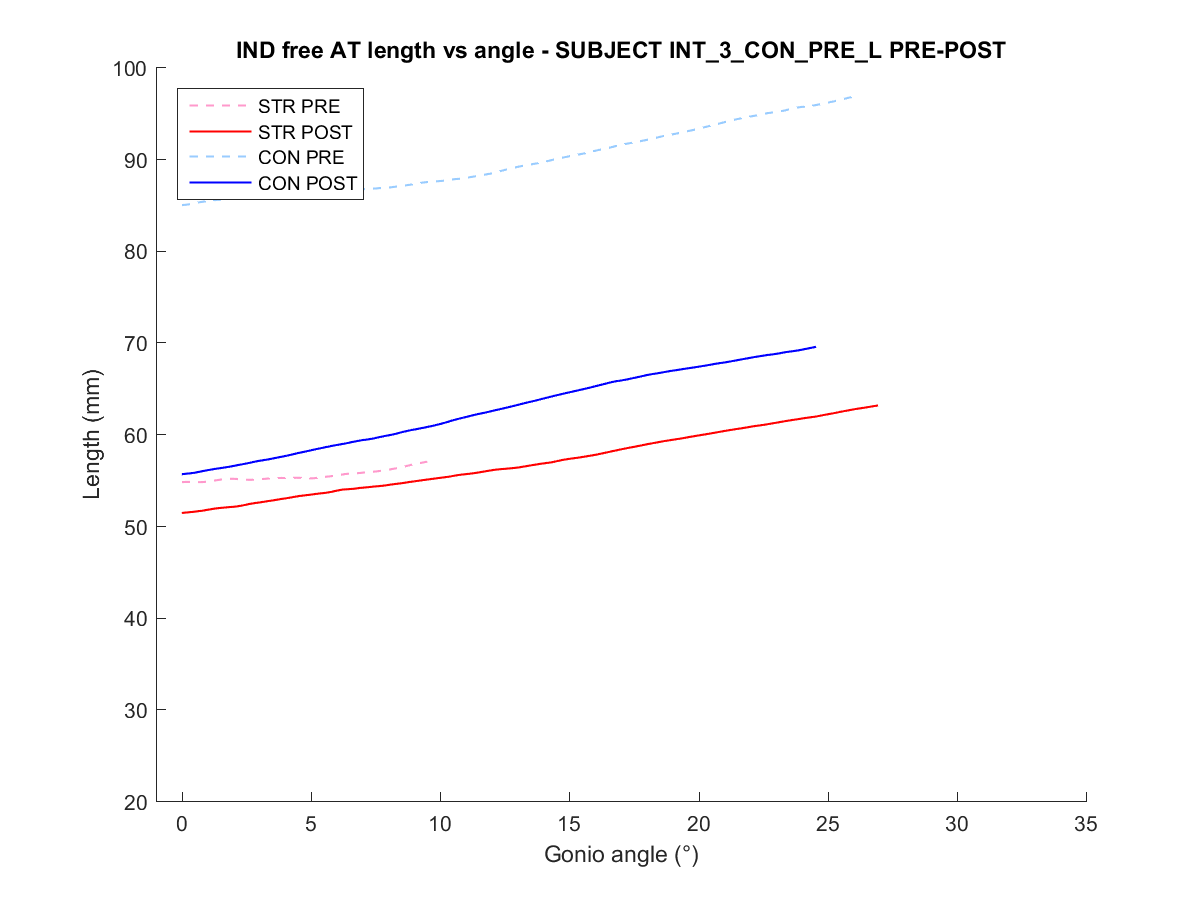 IND free AT length vs angle - SUBJECT INT_3_CON_PRE_L PRE-POST
100
90
80
70
60
50
40
30
20
Length (mm)
STR PRE
STR POST
CON PRE
CON POST
0 5 10 15 20 25 30 35
Gonio angle (°)